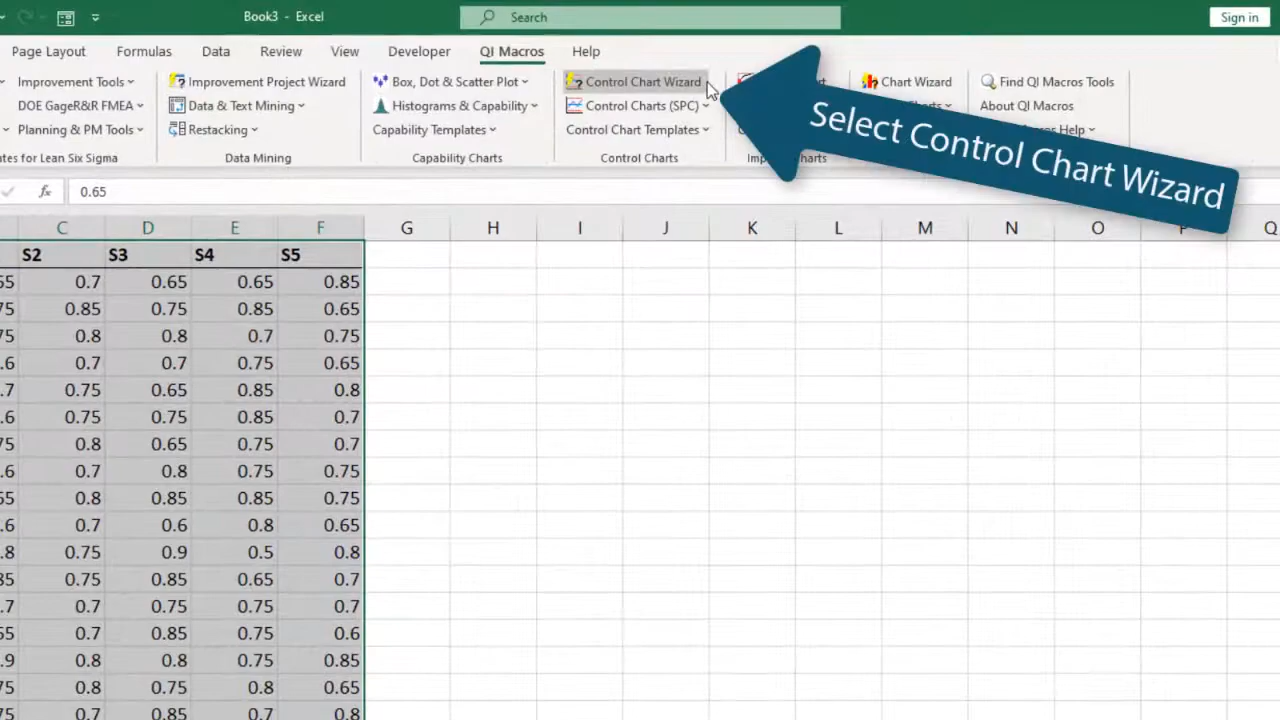 Book3 - Excel
Search
Sign in
Page Layout Formulas Data Review View Developer QI Macros Help
Improvement Tools Improvement Project Wizard Box, Dot & Scatter Plot Control Chart Wizard Chart Wizard Find QI Macros Tools
DOE GageR&R FMEA Data & Text Mining Histograms & Capability Control Charts (SPC) About QI Macros
Planning & PM Tools Restacking Capability Templates Control Chart Templates
Lean Six Sigma Data Mining Capability Charts Control Charts
Select Control Chart Wizard
fx 0.65
C D E F G H I J K L M N O Q
S2 S3 S4 S5
0.7 0.65 0.65 0.85
0.85 0.75 0.85 0.65
0.8 0.8 0.7 0.75
0.7 0.7 0.75 0.65
0.75 0.65 0.85 0.8
0.75 0.75 0.85 0.7
0.8 0.65 0.75 0.7
0.7 0.8 0.75 0.75
0.8 0.85 0.85 0.75
0.7 0.6 0.8 0.65
0.75 0.9 0.5 0.8
0.75 0.85 0.65 0.7
0.7 0.75 0.75 0.7
0.7 0.85 0.75 0.6
0.8 0.8 0.75 0.85
0.8 0.75 0.8 0.65
0.7 0.85 0.7 0.8